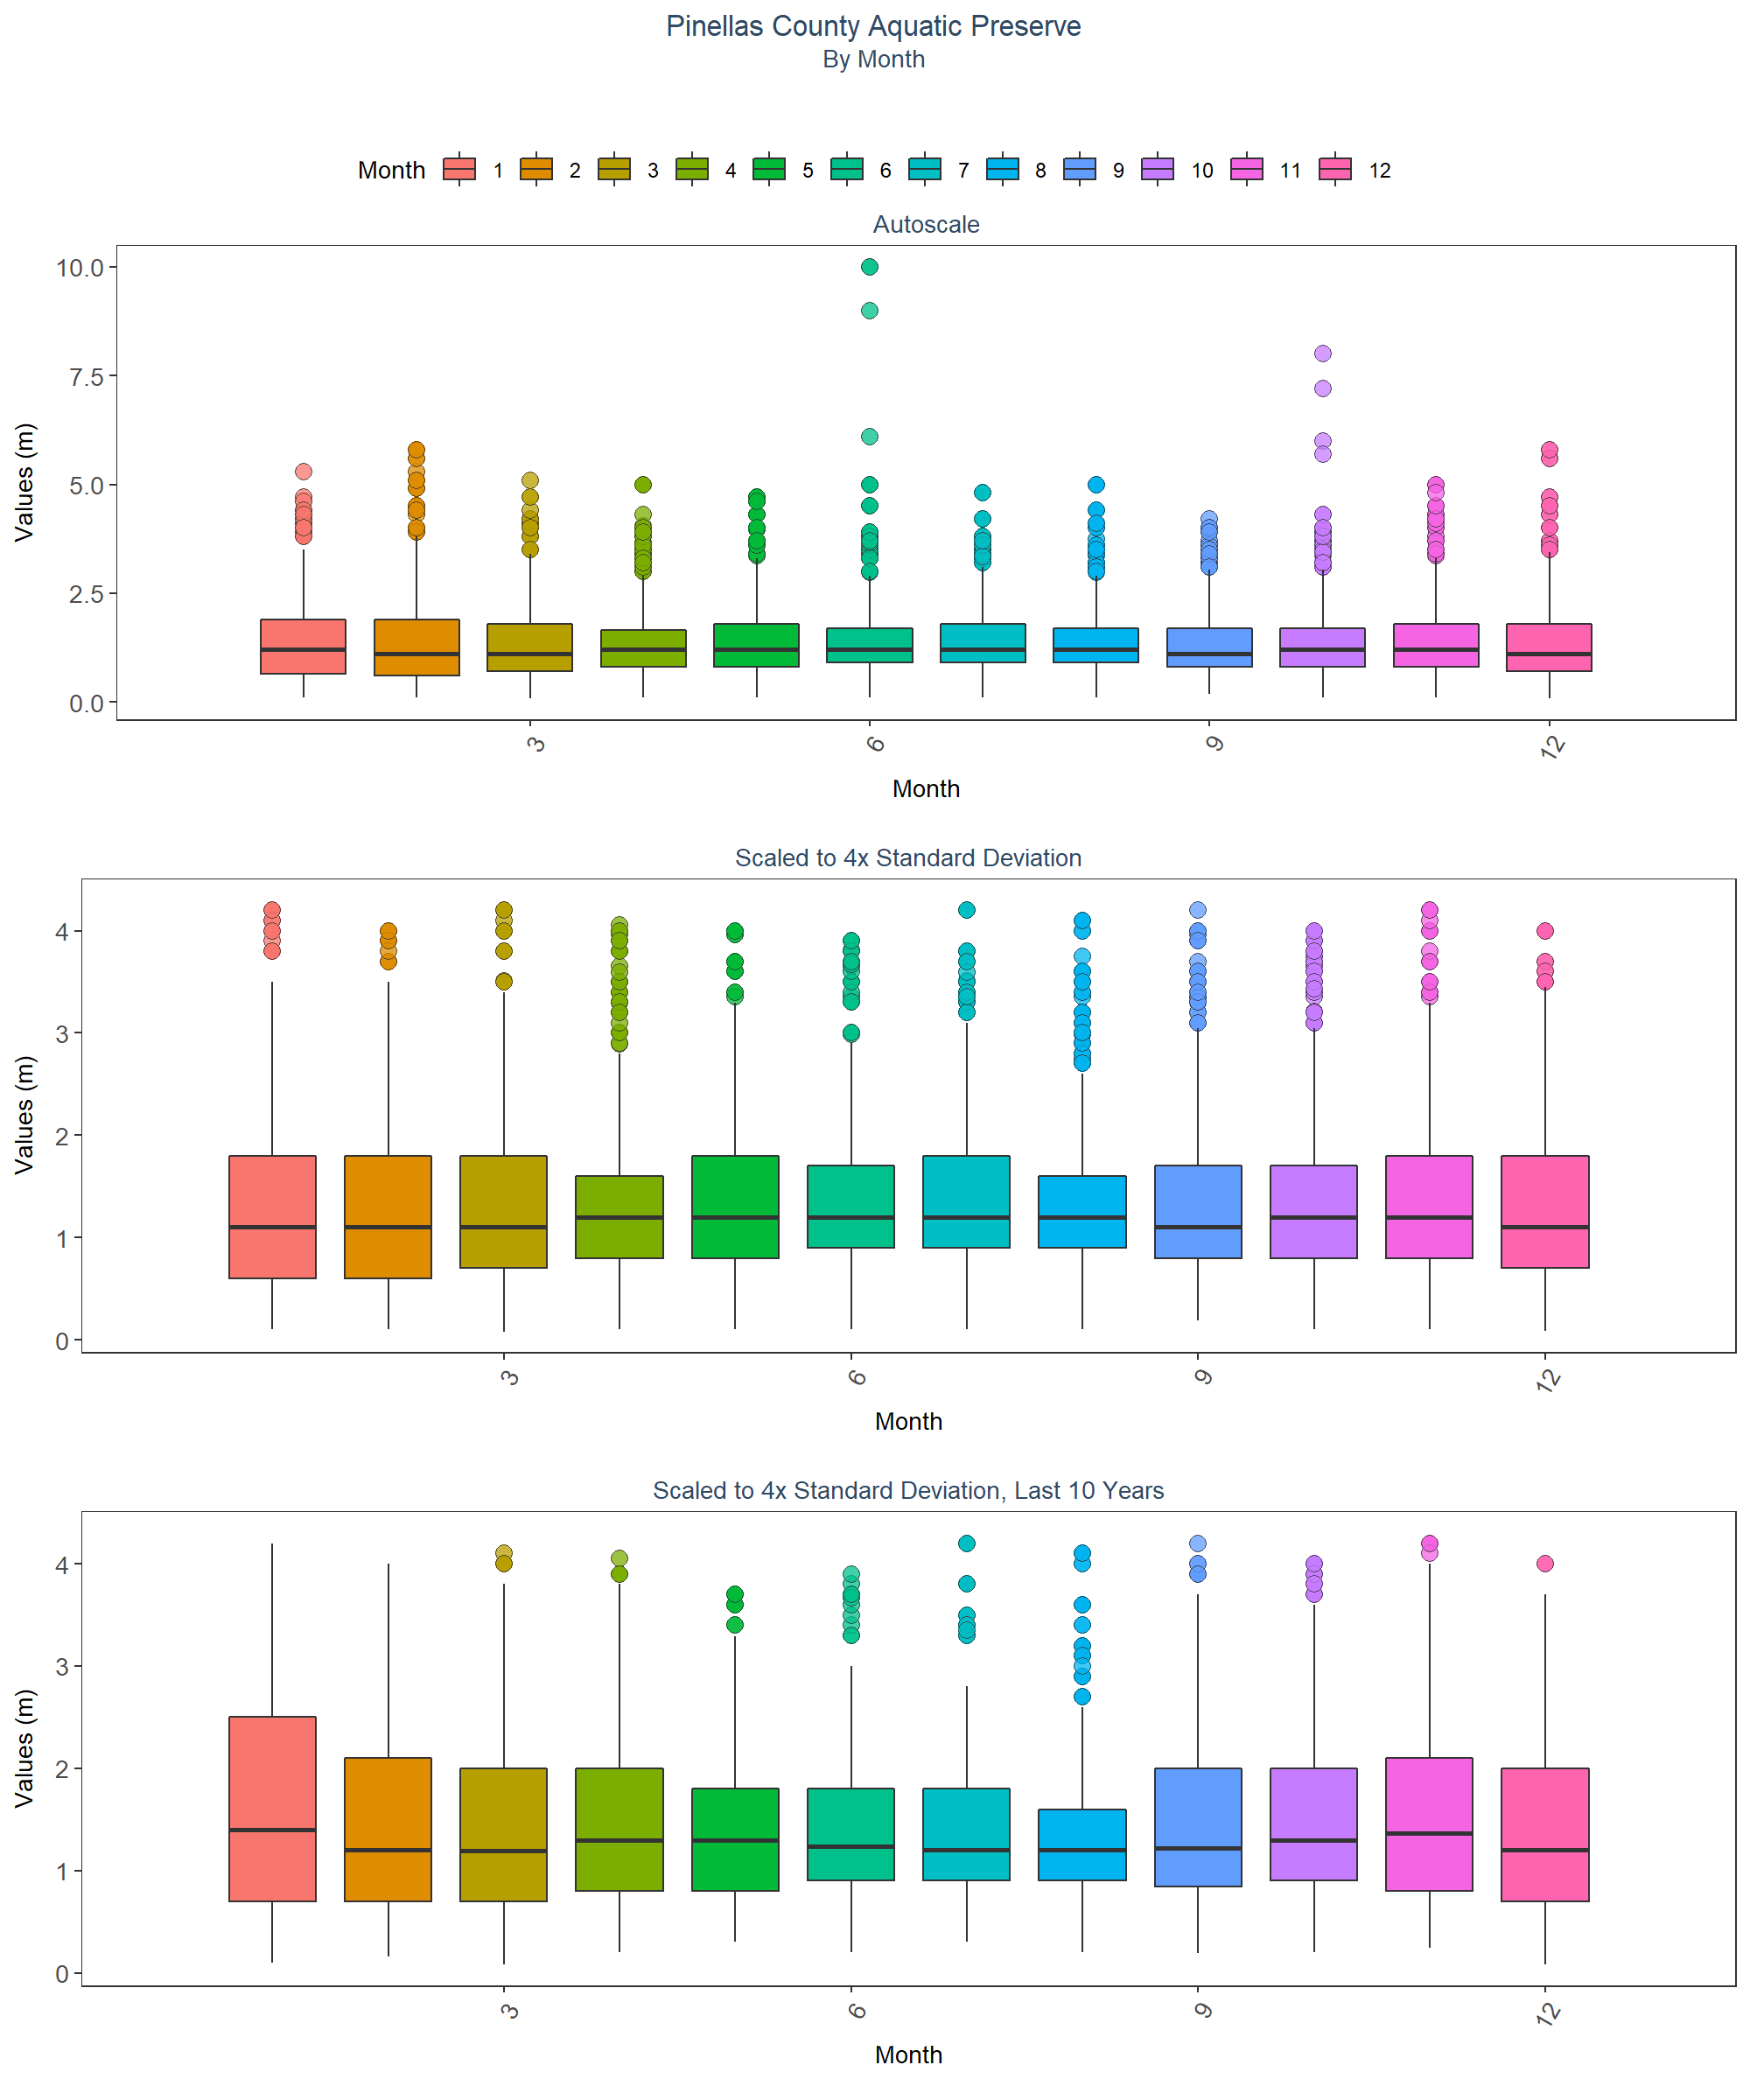 Pinellas County Aquatic Preserve
By Month
Month 1 2 3 4 5 6 7 8 9 10 11 12
Autoscale
Values (m)
10.0
7.5
5.0
2.5
0.0
3 6 9 12
Month
Scaled to 4x Standard Deviation
Values (m)
4
3
2
1
0
3 6 9 12
Month
Scaled to 4x Standard Deviation, Last 10 Years
Values (m)
4
3
2
1
0
3 6 9 12
Month